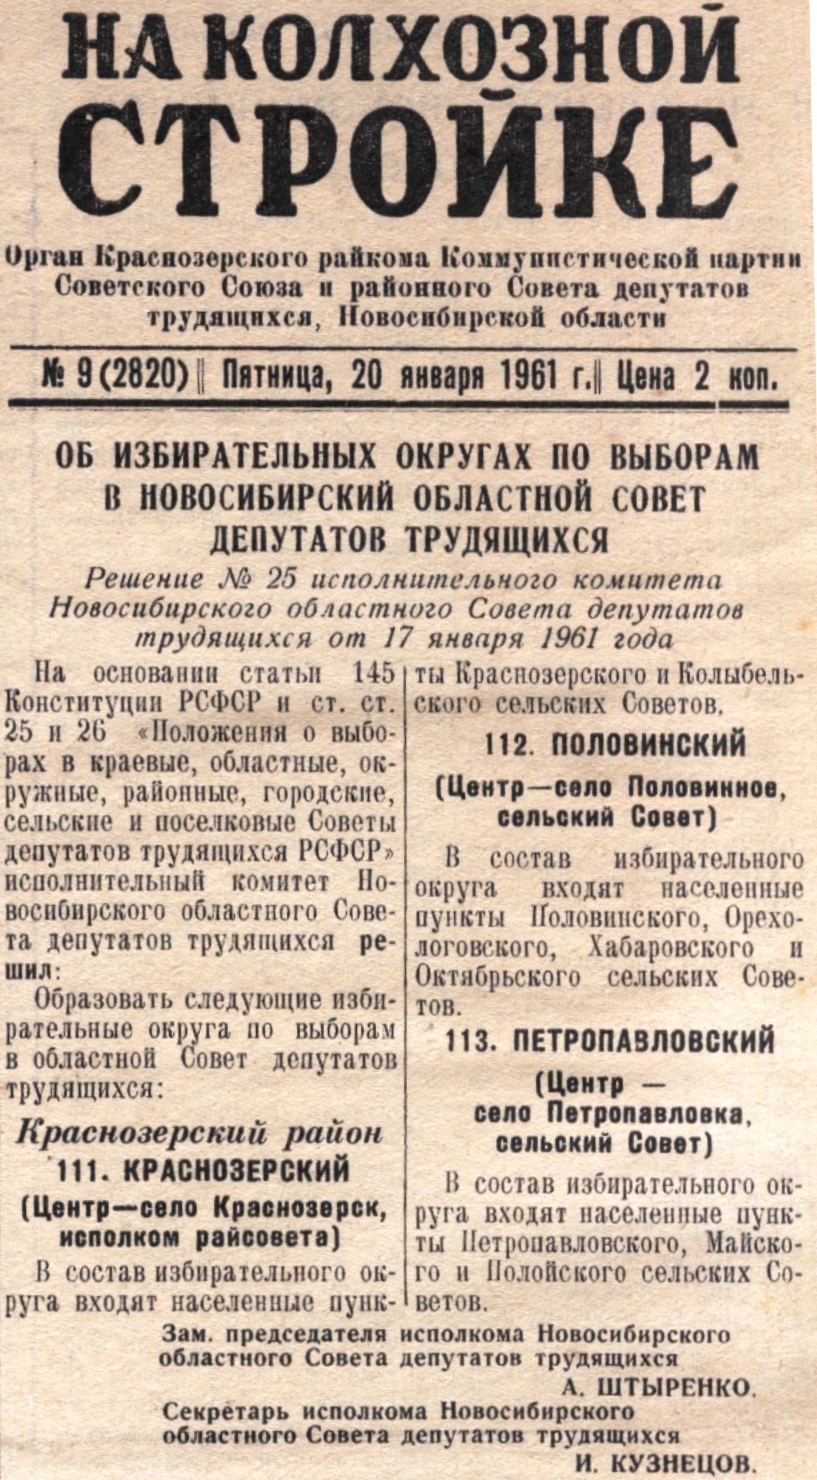 НА КОЛХОЗНОЙ
СТРОЙКЕ
Орган Краснозерского райкома Коммунистической партии
Советского Союза и районного Совета депутатов
трудящихся, Новосибирской области
№ 9 (2820) Пятница, 20 января 1961 г. Цена 2 коп.
ОБ ИЗБИРАТЕЛЬНЫХ ОКРУГАХ ПО ВЫБОРАМ
В НОВОСИБИРСКИЙ ОБЛАСТНОЙ СОВЕТ
ДЕПУТАТОВ ТРУДЯЩИХСЯ
Решение № 25 исполнительного комитета
Новосибирского областного Совета депутатов
трудящихся от 17 января 1961 года
На основании статьи 145
Конституции РСФСР и ст. ст.
25 и 26 «Положения о выбо-
рах в краевые, областные, ок-
ружные, районные, городские,
сельские и поселковые Советы
депутатов трудящихся РСФСР»
исполнительный комитет Но-
восибирского областного Сове-
та депутатов трудящихся ре-
шил:
Образовать следующие изби-
рательные округа по выборам
в областной Совет депутатов
трудящихся:
Краснозерский район
111. КРАСНОЗЕРСКИЙ
(Центр—село Краснозерск,
исполком райсовета)
В состав избирательного ок-
руга входят населенные пунк-
ты Краснозерского и Колыбель-
ского сельских Советов.
112. ПОЛОВИНСКИЙ
(Центр—село Половинное,
сельский Совет)
В состав избирательного
округа входят населенные
пункты Половинского, Орехо-
логовского, Хабаровского и
Октябрьского сельских Сове-
тов.
113. ПЕТРОПАВЛОВСКИЙ
(Центр —
село Петропавловка,
сельский Совет)
В состав избирательного ок-
руга входят населенные пунк-
ты Петропавловского, Майско-
го и Полойского сельских Со-
ветов.
Зам. председателя исполкома Новосибирского
областного Совета депутатов трудящихся
А. ШТЫРЕНКО.
Секретарь исполкома Новосибирского
областного Совета депутатов трудящихся
И. КУЗНЕЦОВ.